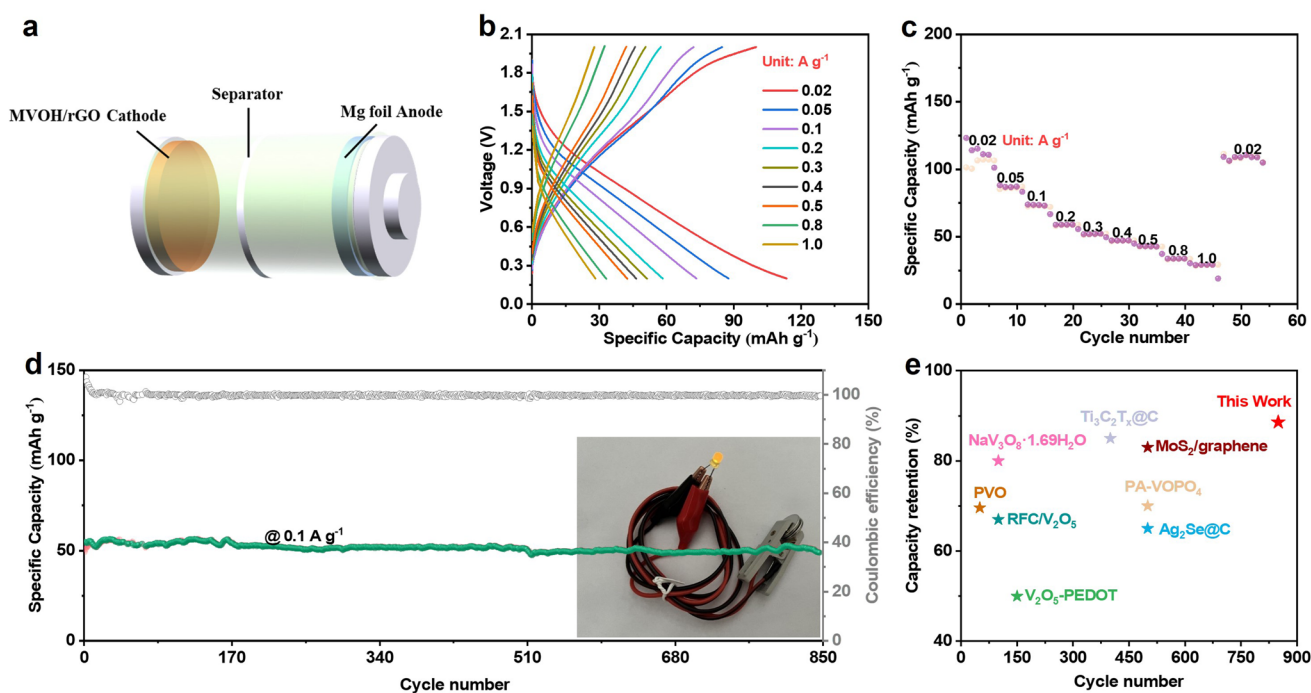 a
MVOH/rGO Cathode
Separator
Mg foil Anode
b
Voltage (V)
2.1
1.8
1.5
1.2
0.9
0.6
0.3
0.0
Unit: A g⁻¹
0.02
0.05
0.1
0.2
0.3
0.4
0.5
0.8
1.0
0 30 60 90 120 150
Specific Capacity (mAh g⁻¹)
c
Specific Capacity (mAh g⁻¹)
200
150
100
50
0
Unit: A g⁻¹
0.02
0.05
0.1
0.2
0.3
0.4
0.5
0.8
1.0
0.02
0 10 20 30 40 50 60
Cycle number
d
Specific Capacity (mAh g⁻¹)
150
100
50
0
@ 0.1 A g⁻¹
100
80
60
40
20
0
Coulombic efficiency (%)
0 170 340 510 680 850
Cycle number
e
Capacity retention (%)
100
80
60
40
This Work
Ti₃C₂Tₓ@C
NaV₃O₈·1.69H₂O
MoS₂/graphene
PVO
PA-VOPO₄
RFC/V₂O₅
Ag₂Se@C
V₂O₅-PEDOT
0 150 300 450 600 750 900
Cycle number